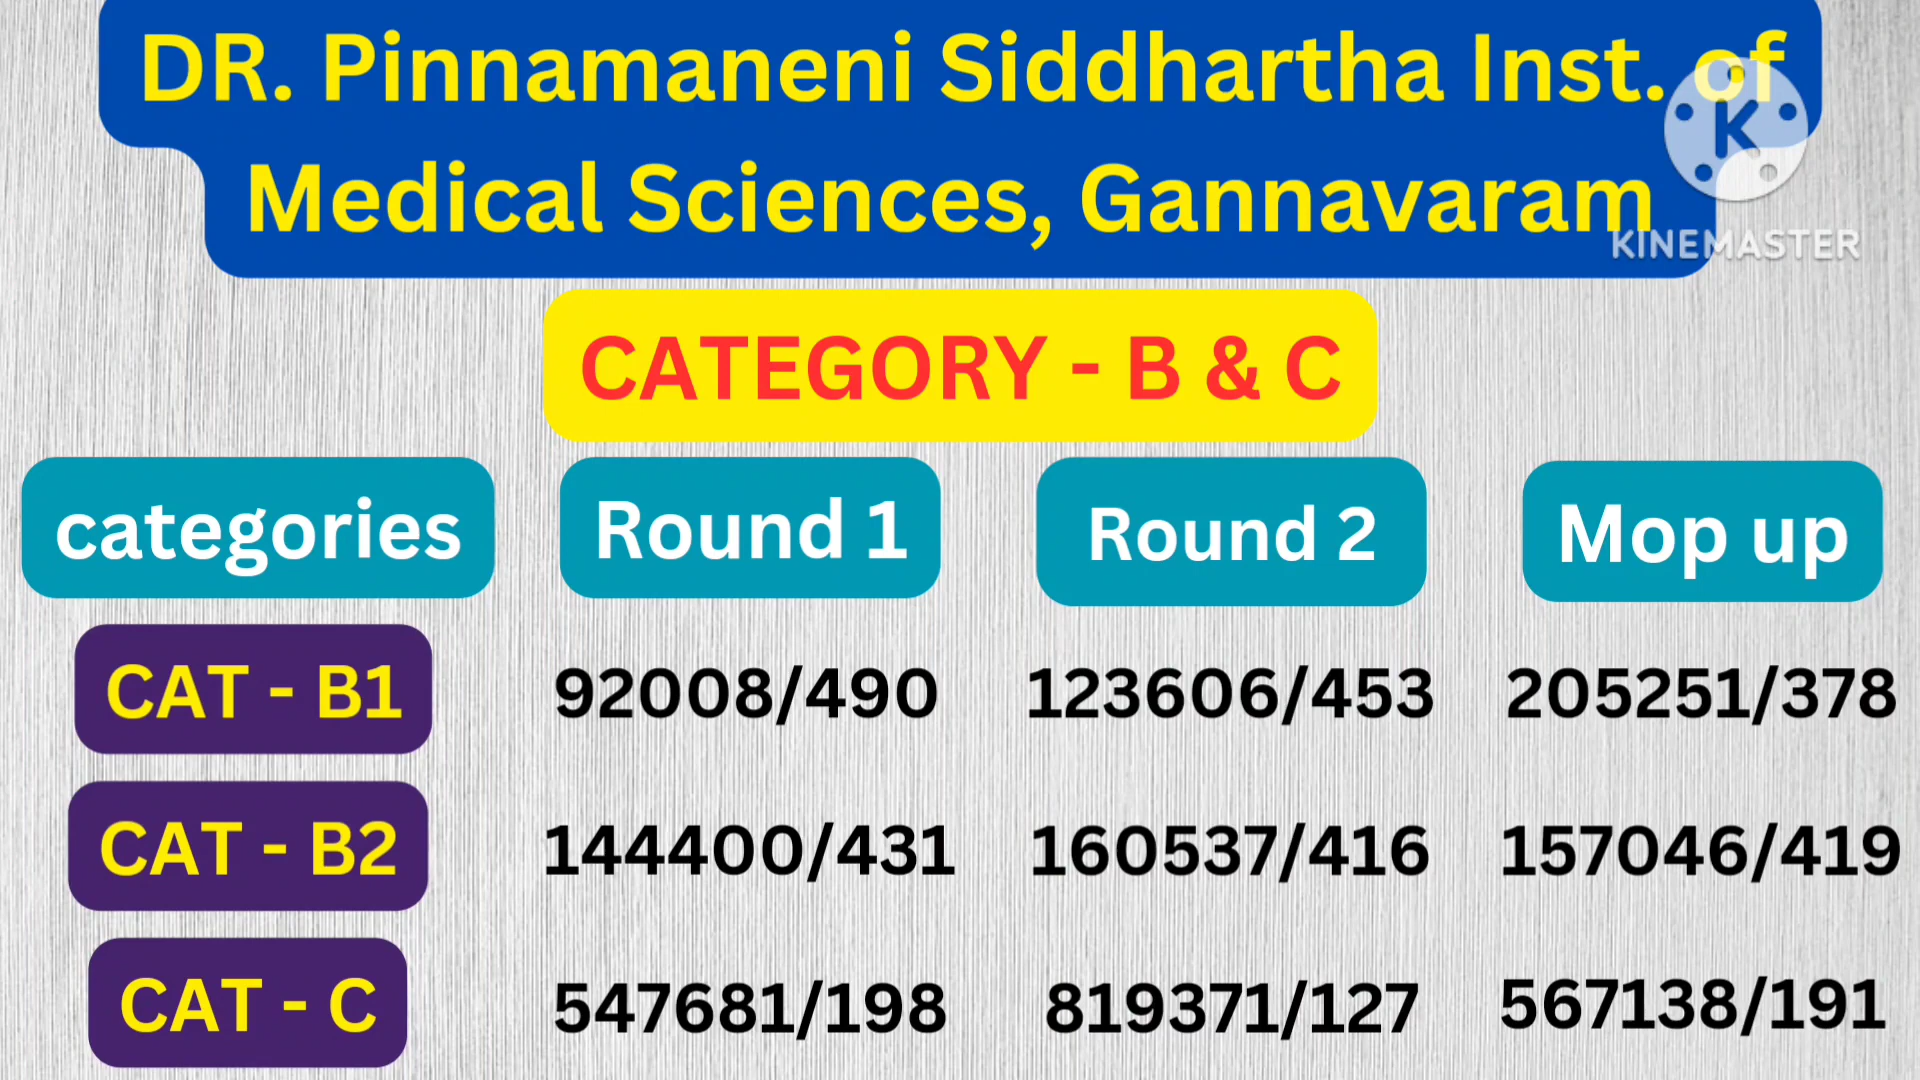 DR. Pinnamaneni Siddhartha Inst. of
Medical Sciences, Gannavaram
K
KINEMASTER
CATEGORY - B & C
categories Round 1 Round 2 Mop up
CAT - B1 92008/490 123606/453 205251/378
CAT - B2 144400/431 160537/416 157046/419
CAT - C 547681/198 819371/127 567138/191